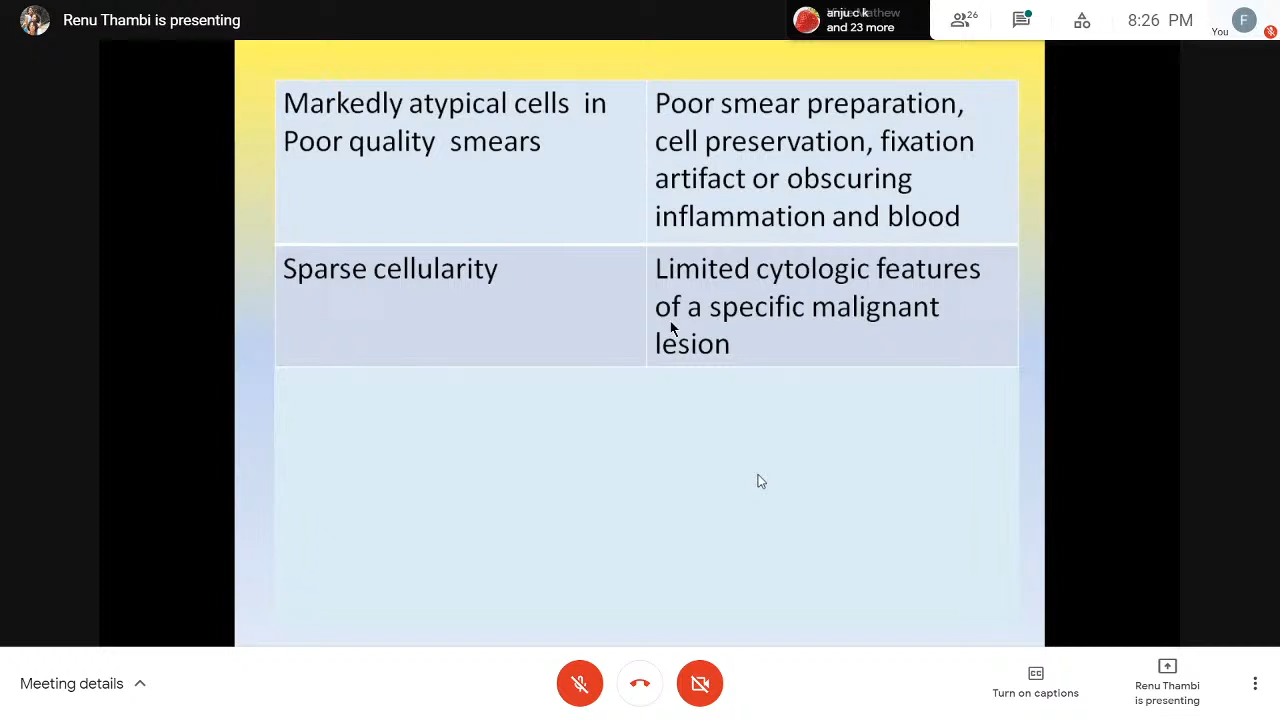 Renu Thambi is presenting
anju c k
and 23 more
26
8:26 PM
You
F
Markedly atypical cells in
Poor quality smears
Poor smear preparation,
cell preservation, fixation
artifact or obscuring
inflammation and blood
Sparse cellularity
Limited cytologic features
of a specific malignant
lesion
Meeting details
CC
Turn on captions
Renu Thambi
is presenting